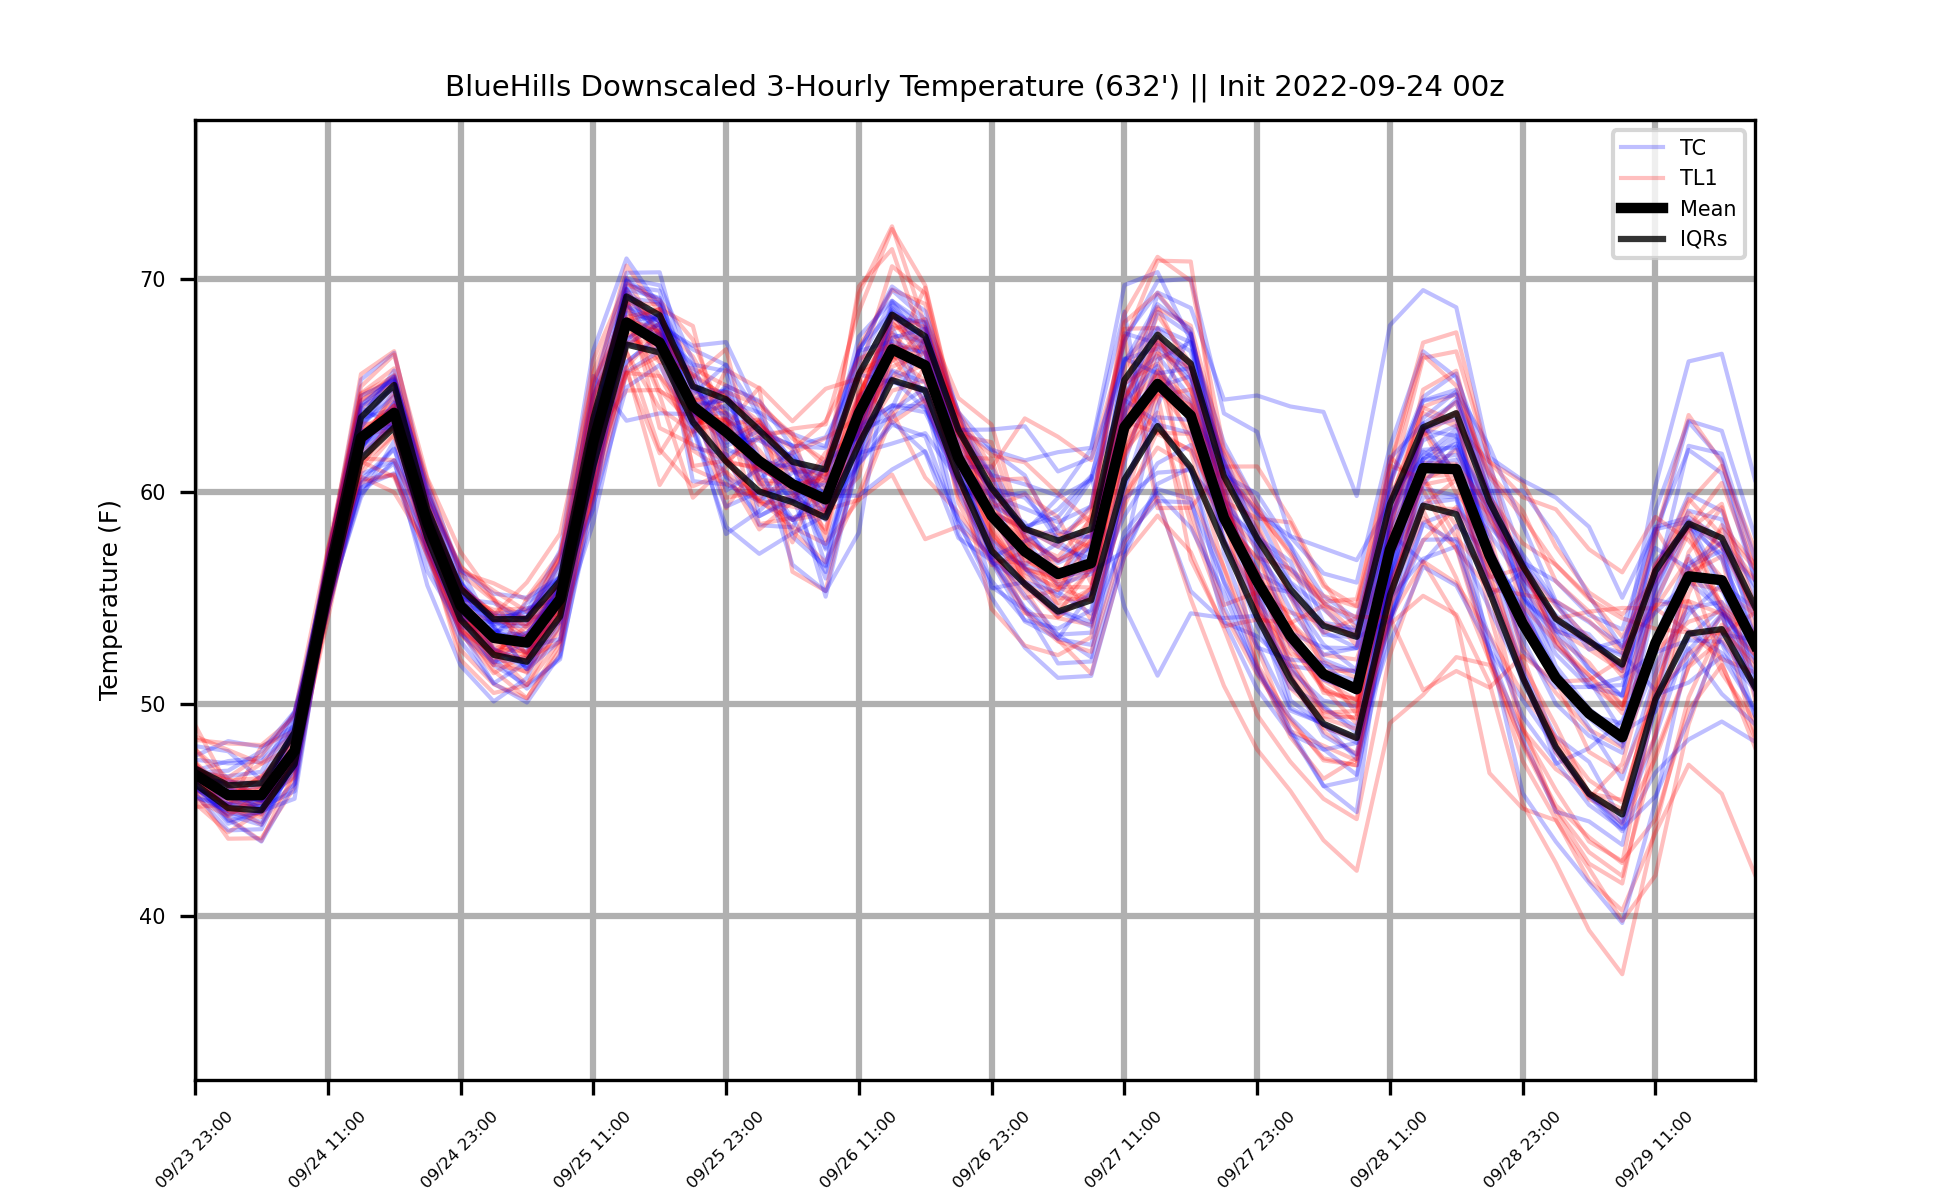 BlueHills Downscaled 3-Hourly Temperature (632') || Init 2022-09-24 00z
TC
TL1
Mean
IQRs
Temperature (F)
70
60
50
40
09/23 23:00
09/24 11:00
09/24 23:00
09/25 11:00
09/25 23:00
09/26 11:00
09/26 23:00
09/27 11:00
09/27 23:00
09/28 11:00
09/28 23:00
09/29 11:00